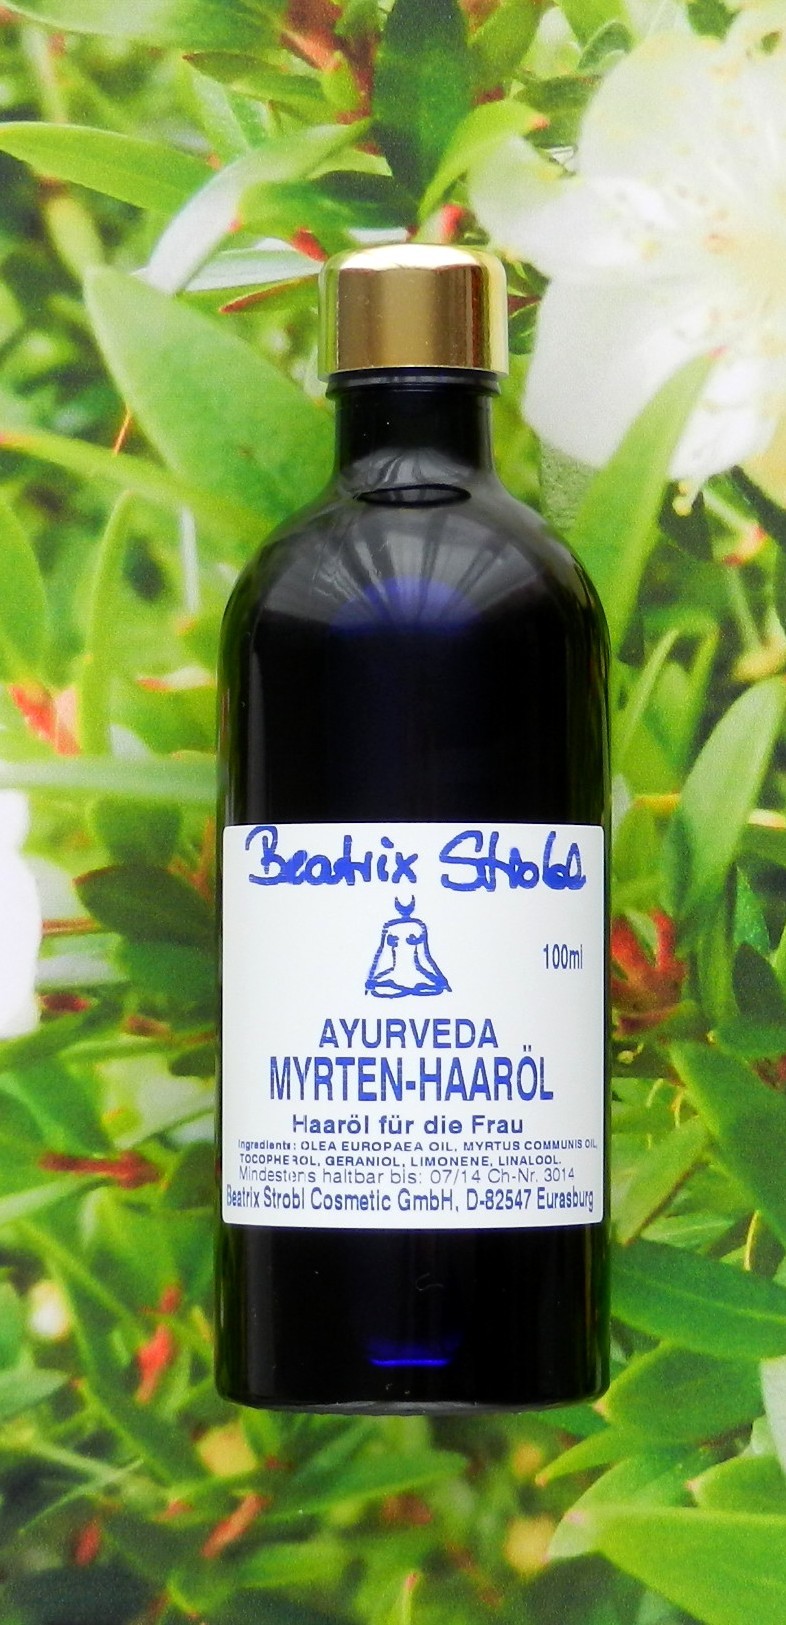 Beatrix Strobl
100ml
AYURVEDA
MYRTEN-HAARÖL
Haaröl für die Frau
Ingredients: OLEA EUROPAEA OIL, MYRTUS COMMUNIS OIL,
TOCOPHEROL, GERANIOL, LIMONENE, LINALOOL.
Mindestens haltbar bis: 07/14 Ch-Nr. 3014
Beatrix Strobl Cosmetic GmbH, D-82547 Eurasburg